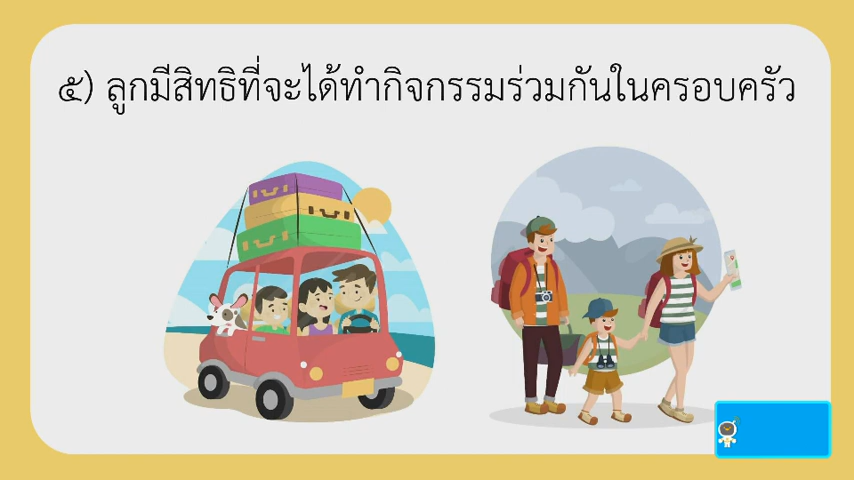 ๕) ลูกมีสิทธิที่จะได้ทำกิจกรรมร่วมกันในครอบครัว